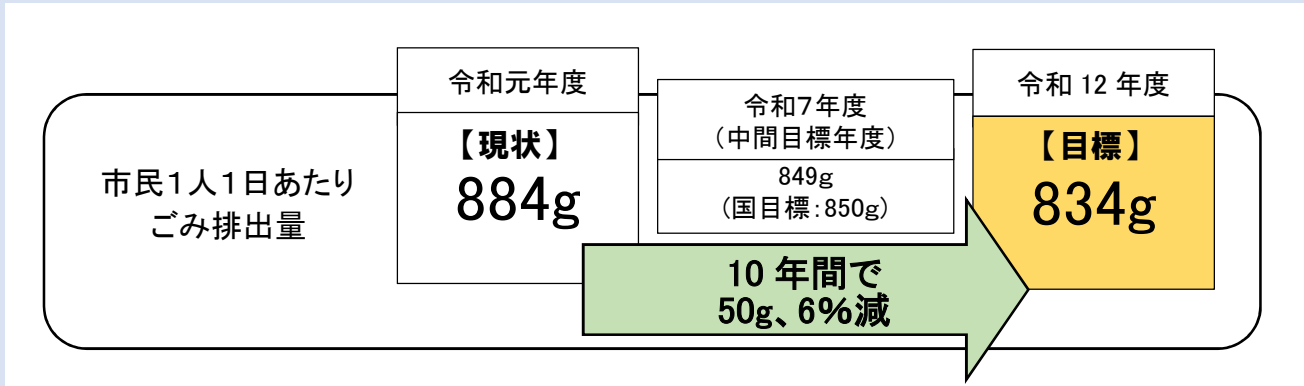 市民1人1日あたり
ごみ排出量
令和元年度
【現状】
884g
令和7年度
（中間目標年度）
849g
（国目標：850g）
令和 12 年度
【目標】
834g
10 年間で
50g、6％減